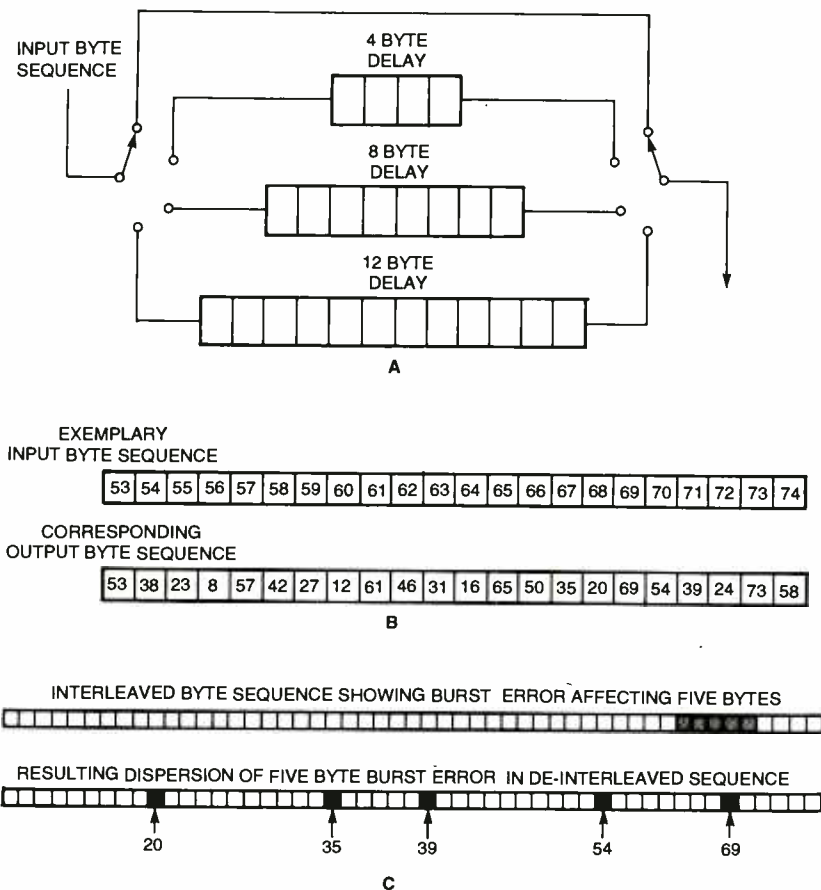 INPUT BYTE
SEQUENCE
4 BYTE
DELAY
8 BYTE
DELAY
12 BYTE
DELAY
A
EXEMPLARY
INPUT BYTE SEQUENCE
53 54 55 56 57 58 59 60 61 62 63 64 65 66 67 68 69 70 71 72 73 74
CORRESPONDING
OUTPUT BYTE SEQUENCE
53 38 23 8 57 42 27 12 61 46 31 16 65 50 35 20 69 54 39 24 73 58
B
INTERLEAVED BYTE SEQUENCE SHOWING BURST ERROR AFFECTING FIVE BYTES
RESULTING DISPERSION OF FIVE BYTE BURST ERROR IN DE-INTERLEAVED SEQUENCE
20 35 39 54 69
C